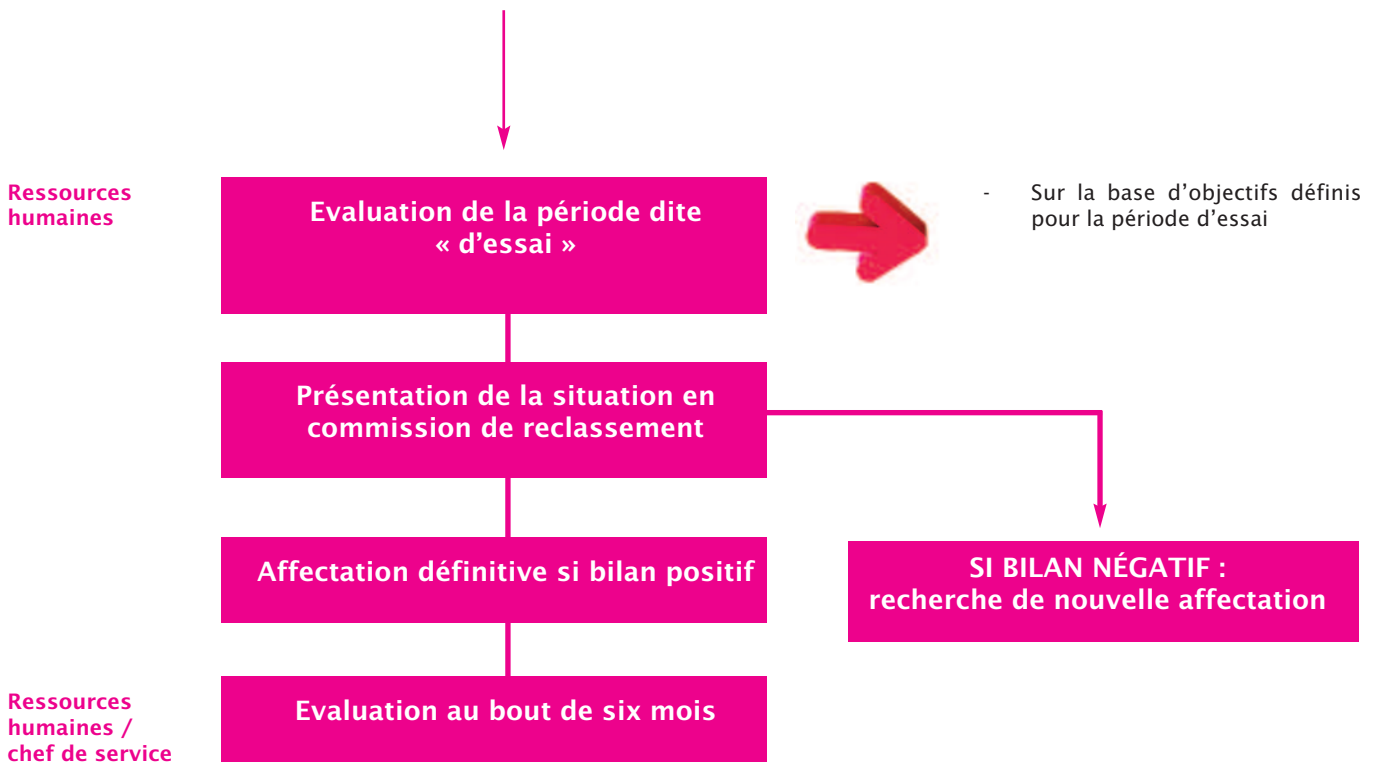 Ressources
humaines
Evaluation de la période dite
« d'essai »
- Sur la base d'objectifs définis
pour la période d'essai
Présentation de la situation en
commission de reclassement
Affectation définitive si bilan positif
SI BILAN NÉGATIF :
recherche de nouvelle affectation
Ressources
humaines /
chef de service
Evaluation au bout de six mois